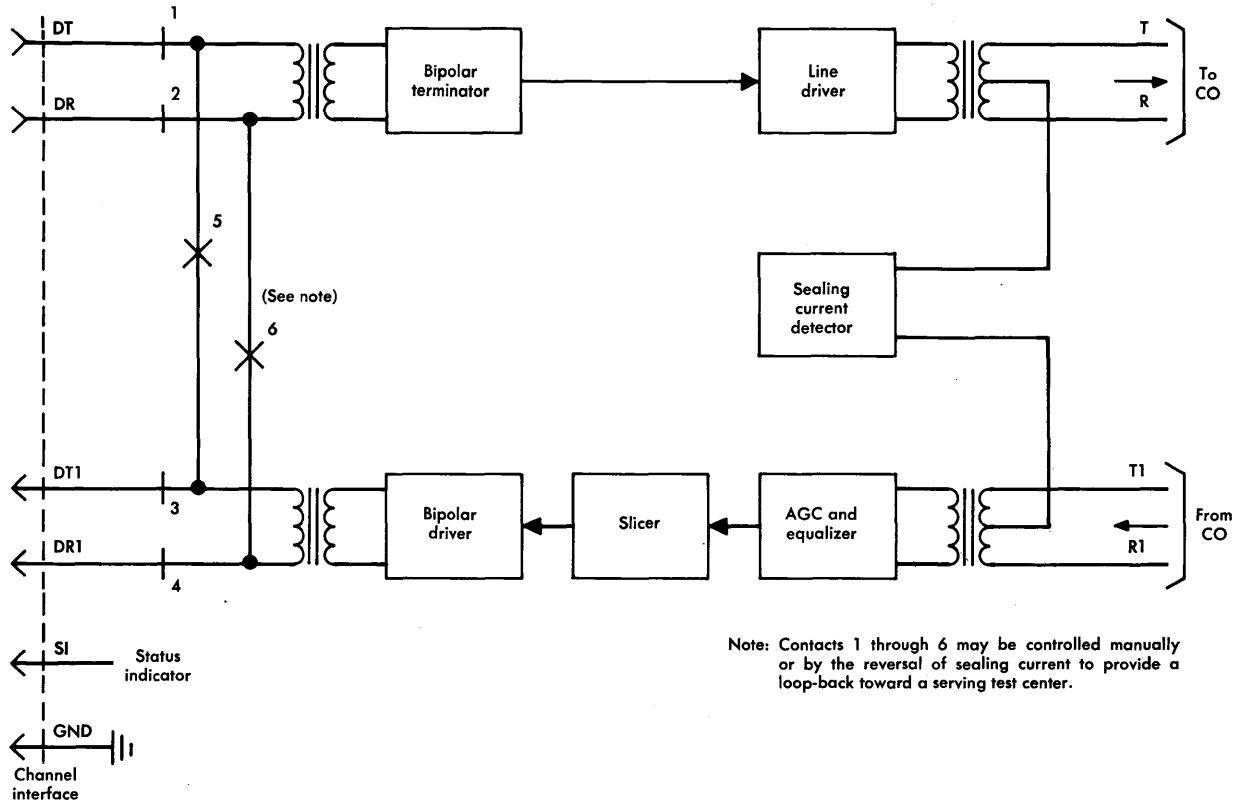 DT
1
Bipolar
terminator
Line
driver
T
To
CO
DR
2
R
5
(See note)
6
Sealing
current
detector
DT1
3
DR1
4
Bipolar
driver
Slicer
AGC and
equalizer
T1
R1
From
CO
SI
Status
indicator
Note: Contacts 1 through 6 may be controlled manually
or by the reversal of sealing current to provide a
loop-back toward a serving test center.
GND
Channel
interface